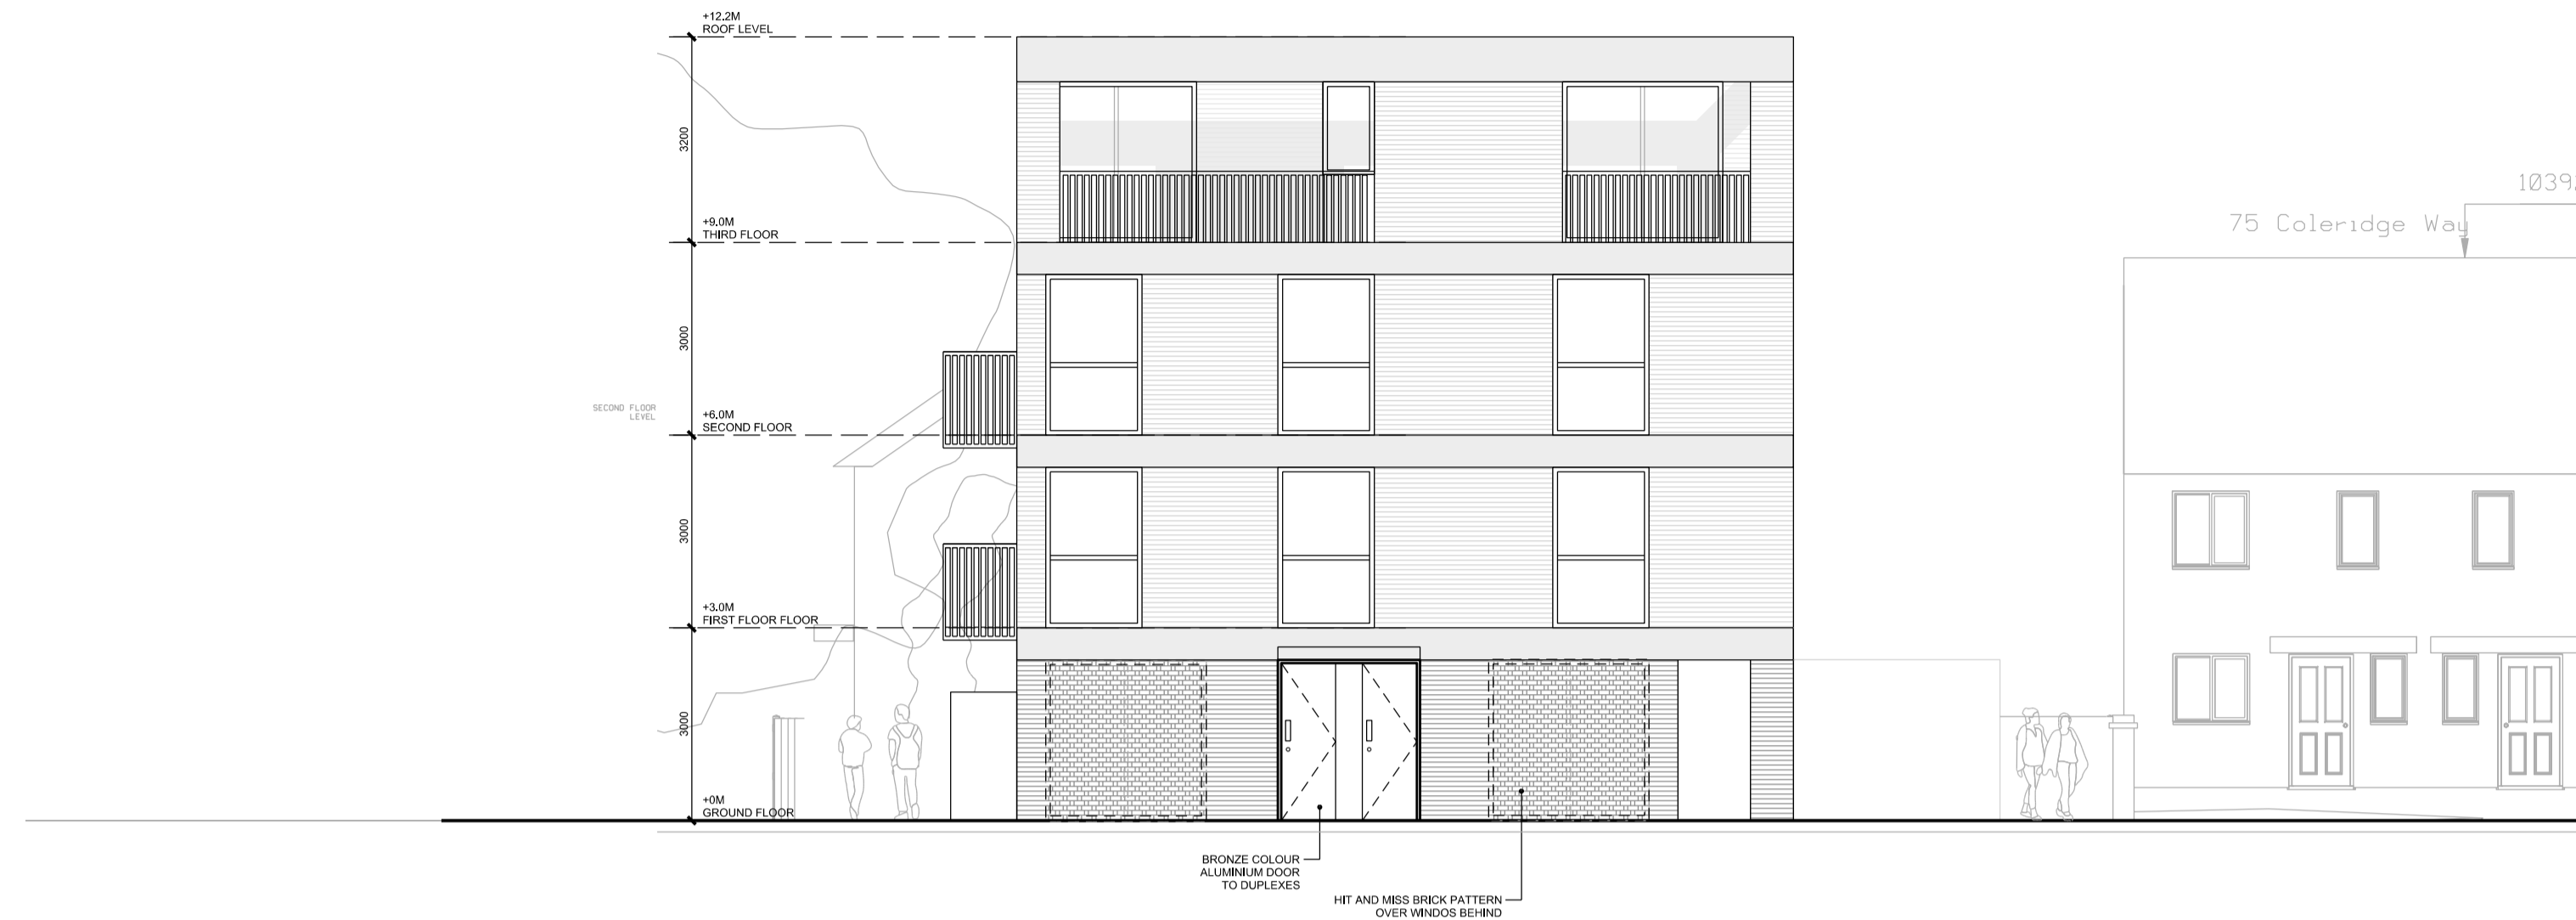 +12.2M
ROOF LEVEL
3200
+9.0M
THIRD FLOOR
3000
SECOND FLOOR
LEVEL
+6.0M
SECOND FLOOR
3000
+3.0M
FIRST FLOOR FLOOR
3000
+0M
GROUND FLOOR
BRONZE COLOUR
ALUMINIUM DOOR
TO DUPLEXES
HIT AND MISS BRICK PATTERN
OVER WINDOS BEHIND
75 Coleridge Way